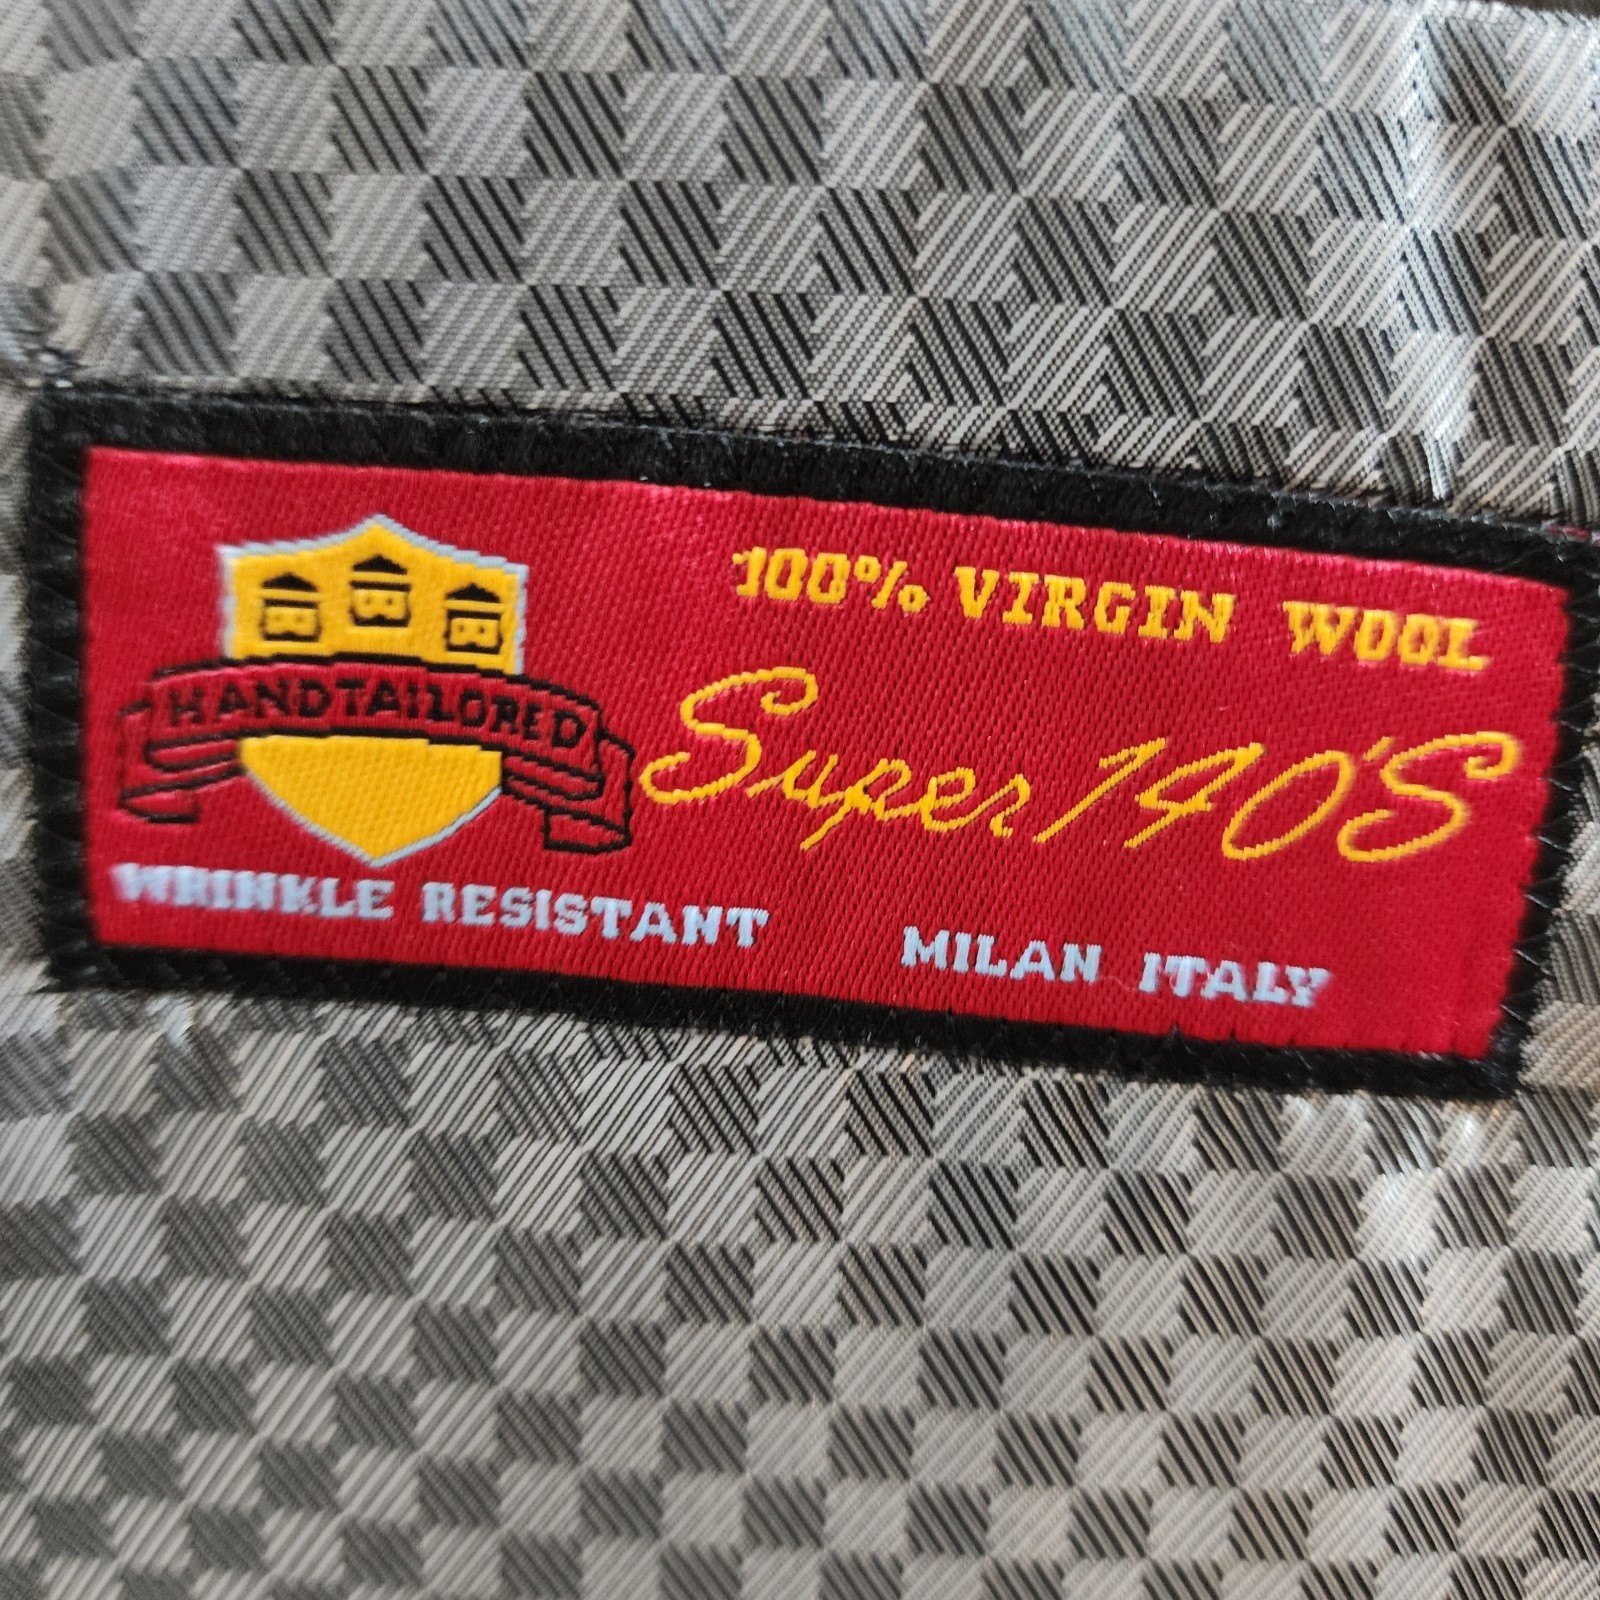 B B B
HANDTAILORED
100% VIRGIN WOOL
Super 140'S
WRINKLE RESISTANT
MILAN ITALY